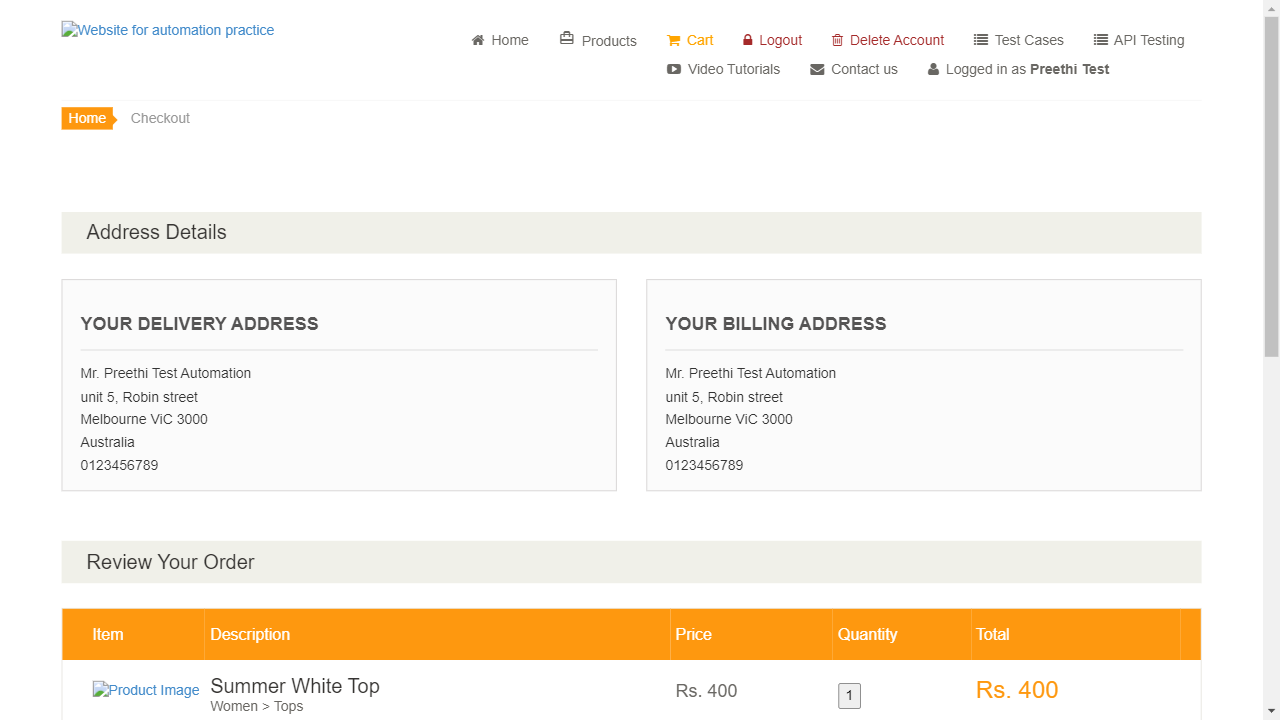 Website for automation practice
Home Products Cart Logout Delete Account Test Cases API Testing
Video Tutorials Contact us Logged in as Preethi Test
Home Checkout
Address Details
YOUR DELIVERY ADDRESS
Mr. Preethi Test Automation
unit 5, Robin street
Melbourne ViC 3000
Australia
0123456789
YOUR BILLING ADDRESS
Mr. Preethi Test Automation
unit 5, Robin street
Melbourne ViC 3000
Australia
0123456789
Review Your Order
Item Description Price Quantity Total
Product Image Summer White Top Rs. 400 1 Rs. 400
Women > Tops